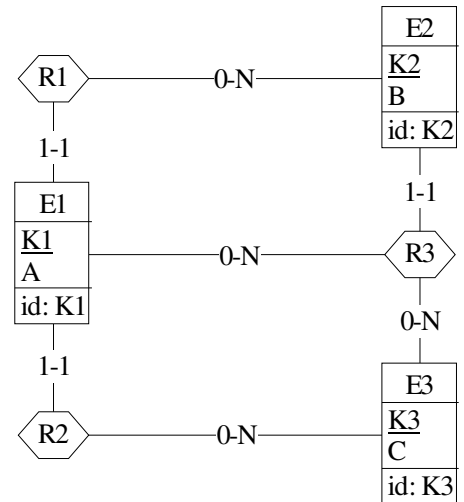 E2
K2
B
id: K2
R1
0-N
1-1
1-1
E1
K1
A
id: K1
0-N
R3
0-N
1-1
E3
K3
C
id: K3
R2
0-N